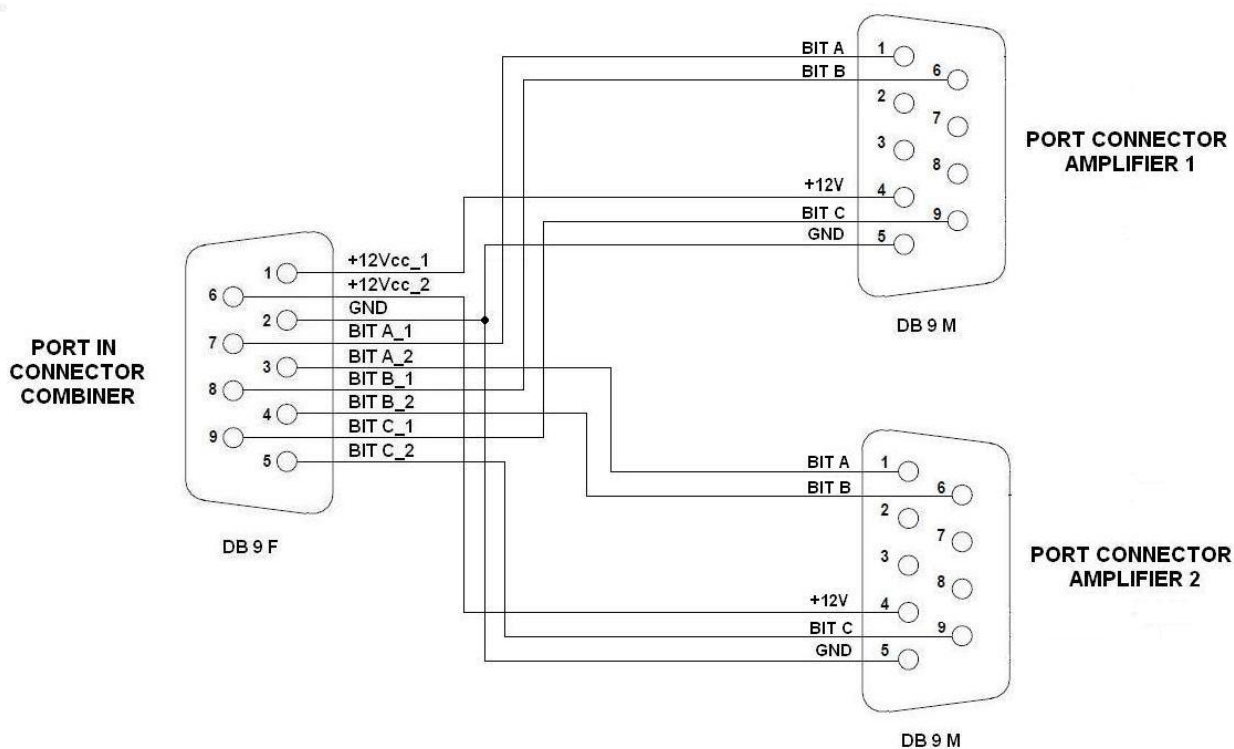 PORT IN
CONNECTOR
COMBINER
1
6
2
7
3
8
4
9
5
+12Vcc_1
+12Vcc_2
GND
BIT A_1
BIT A_2
BIT B_1
BIT B_2
BIT C_1
BIT C_2
DB 9 F
BIT A
BIT B
+12V
BIT C
GND
1
6
2
7
3
8
4
9
5
PORT CONNECTOR
AMPLIFIER 1
DB 9 M
BIT A
BIT B
+12V
BIT C
GND
1
6
2
7
3
8
4
9
5
PORT CONNECTOR
AMPLIFIER 2
DB 9 M